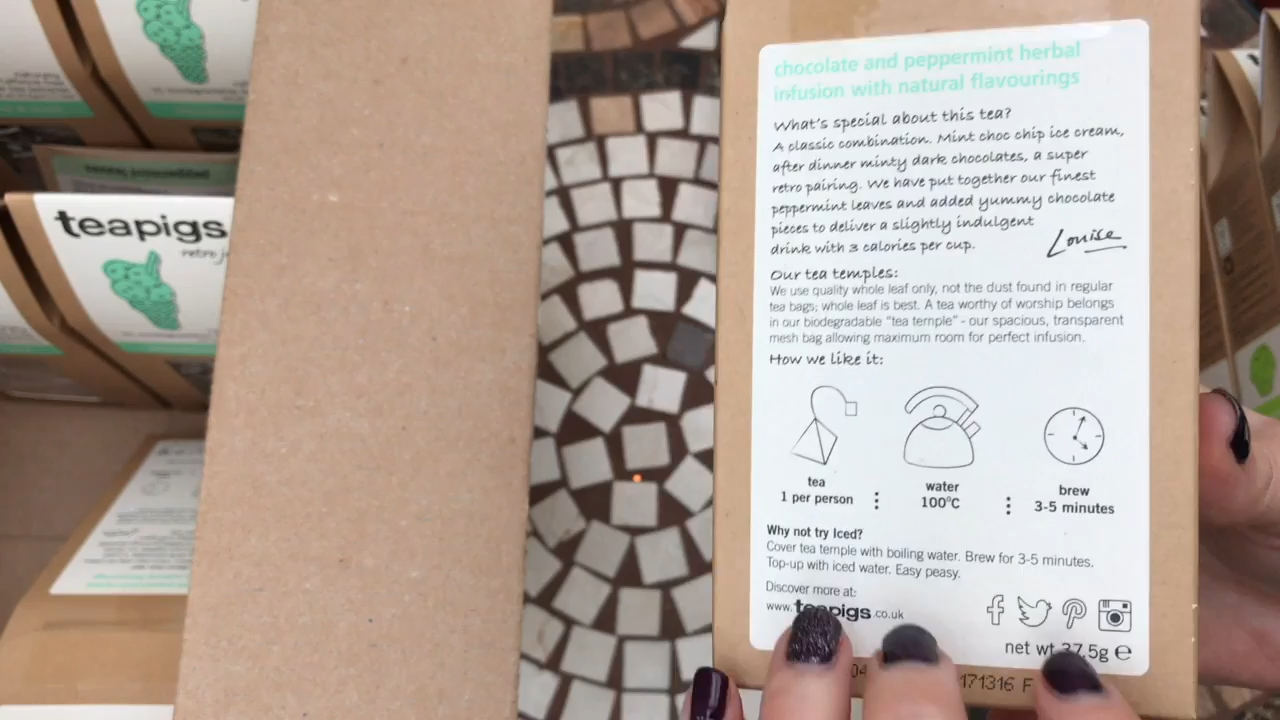 teapigs
retro
chocolate and peppermint herbal
infusion with natural flavourings
What's special about this tea?
A classic combination. Mint choc chip ice cream,
after dinner minty dark chocolates, a super
retro pairing. We have put together our finest
peppermint leaves and added yummy chocolate
pieces to deliver a slightly indulgent
drink with 3 calories per cup.
Louise
Our tea temples:
We use quality whole leaf only, not the dust found in regular
tea bags; whole leaf is best. A tea worthy of worship belongs
in our biodegradable “tea temple” - our spacious, transparent
mesh bag allowing maximum room for perfect infusion.
How we like it:
tea
1 per person
water
100°C
brew
3-5 minutes
Why not try Iced?
Cover tea temple with boiling water. Brew for 3-5 minutes.
Top-up with iced water. Easy peasy.
Discover more at:
www.teapigs.co.uk
net wt 37.5g e
04
171316 F